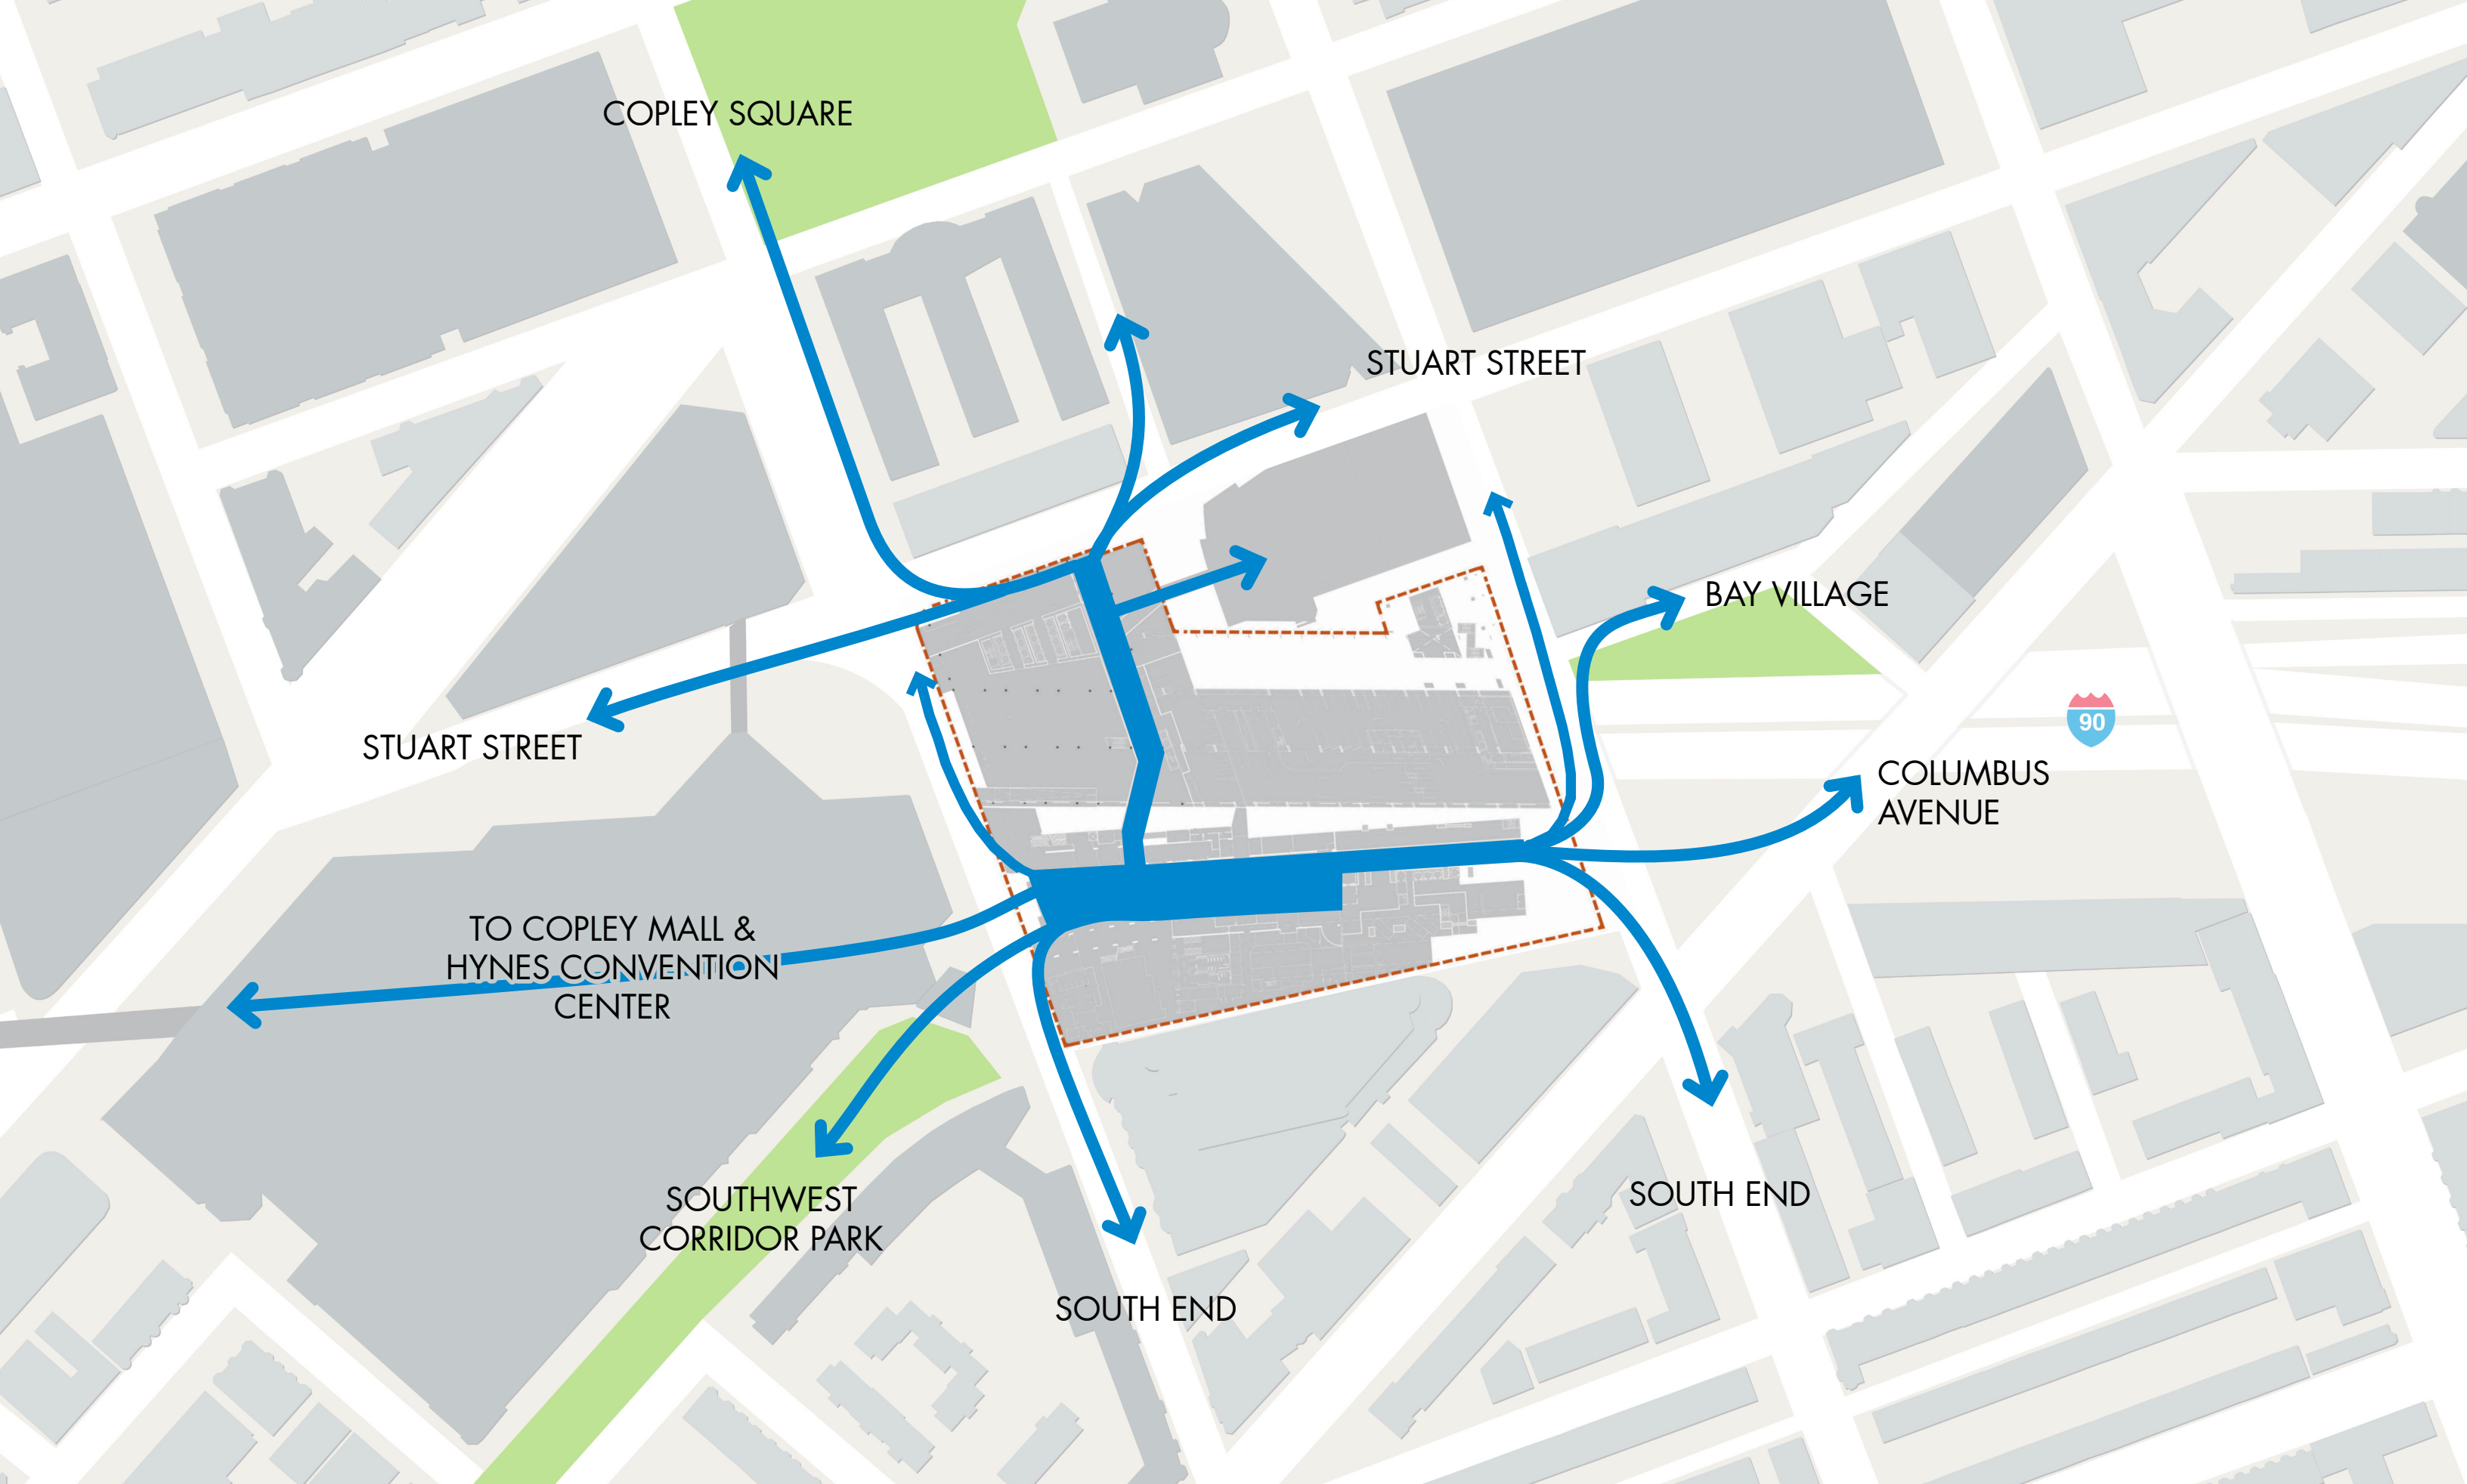 COPLEY SQUARE
STUART STREET
BAY VILLAGE
90
STUART STREET
COLUMBUS
AVENUE
TO COPLEY MALL &
HYNES CONVENTION
CENTER
SOUTHWEST
CORRIDOR PARK
SOUTH END
SOUTH END